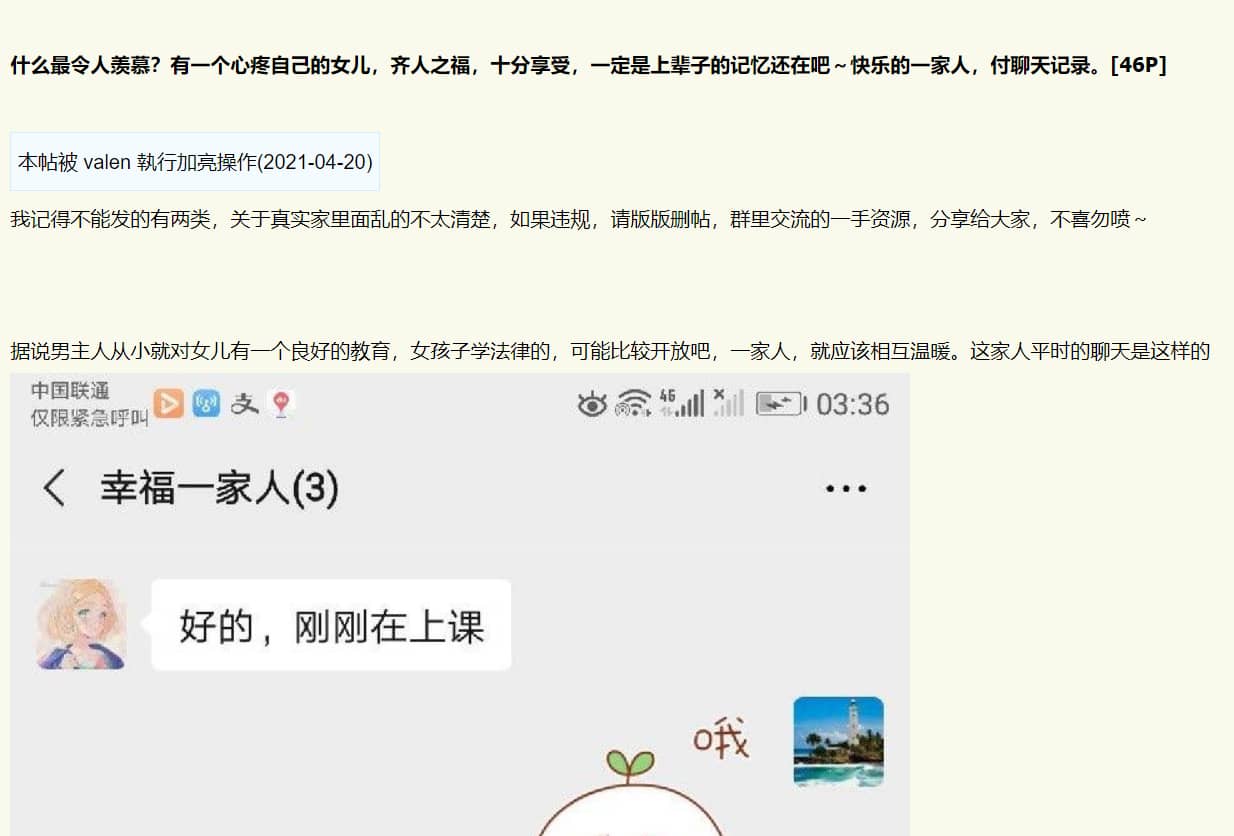 什么最令人羡慕？有一个心疼自己的女儿，齐人之福，十分享受，一定是上辈子的记忆还在吧～快乐的一家人，付聊天记录。[46P]
本帖被 valen 執行加亮操作(2021-04-20)
我记得不能发的有两类，关于真实家里面乱的不太清楚，如果违规，请版版删帖，群里交流的一手资源，分享给大家，不喜勿喷～
据说男主人从小就对女儿有一个良好的教育，女孩子学法律的，可能比较开放吧，一家人，就应该相互温暖。这家人平时的聊天是这样的
中国联通
仅限紧急呼叫
支
4G
03:36
幸福一家人(3)
好的，刚刚在上课
哦